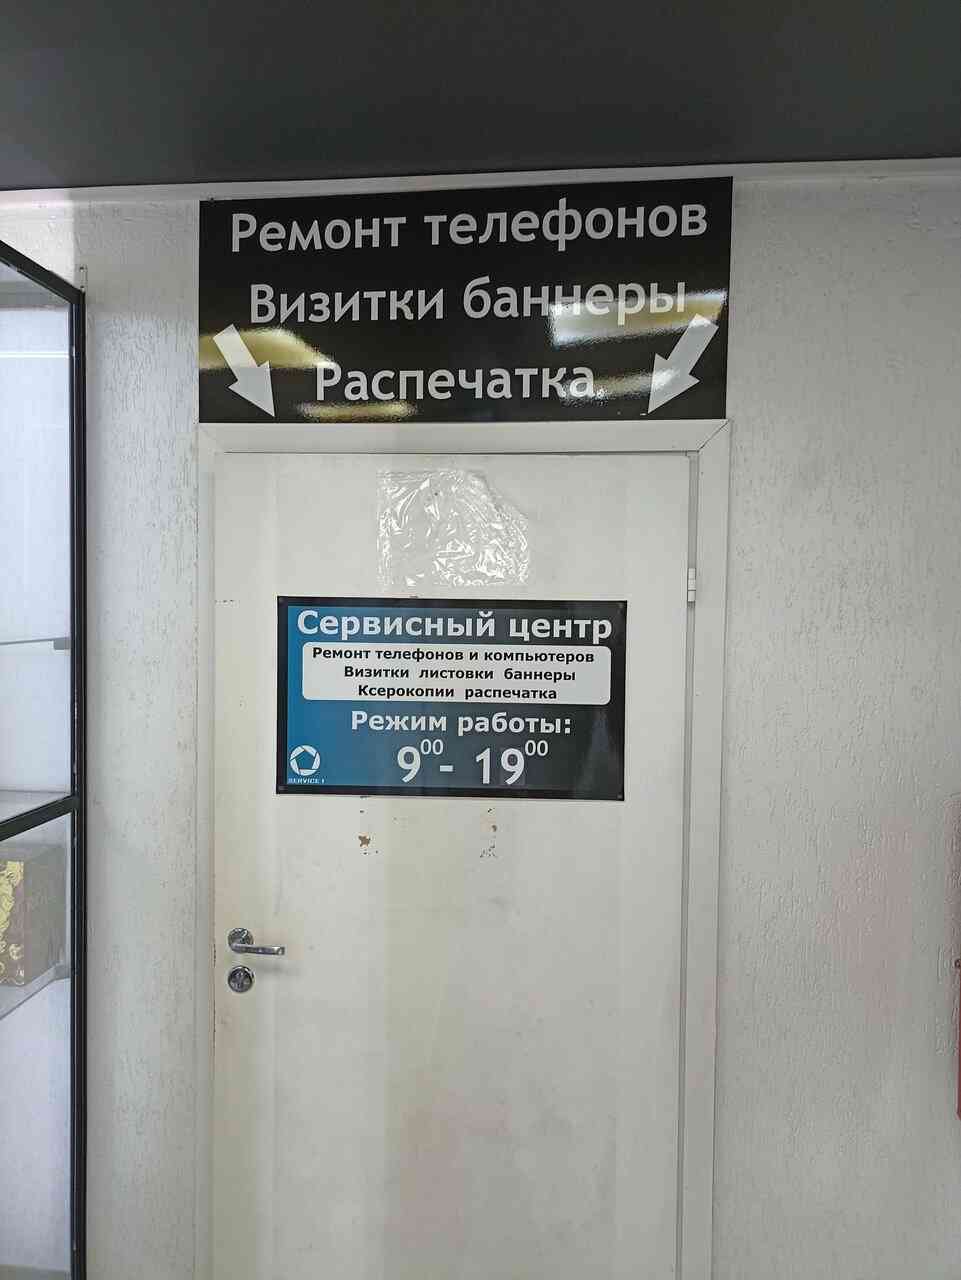 Ремонт телефонов
Визитки баннеры
Распечатка
Сервисный центр
Ремонт телефонов и компьютеров
Визитки листовки баннеры
Ксерокопии распечатка
Режим работы:
9⁰⁰ - 19⁰⁰
SERVICE 1